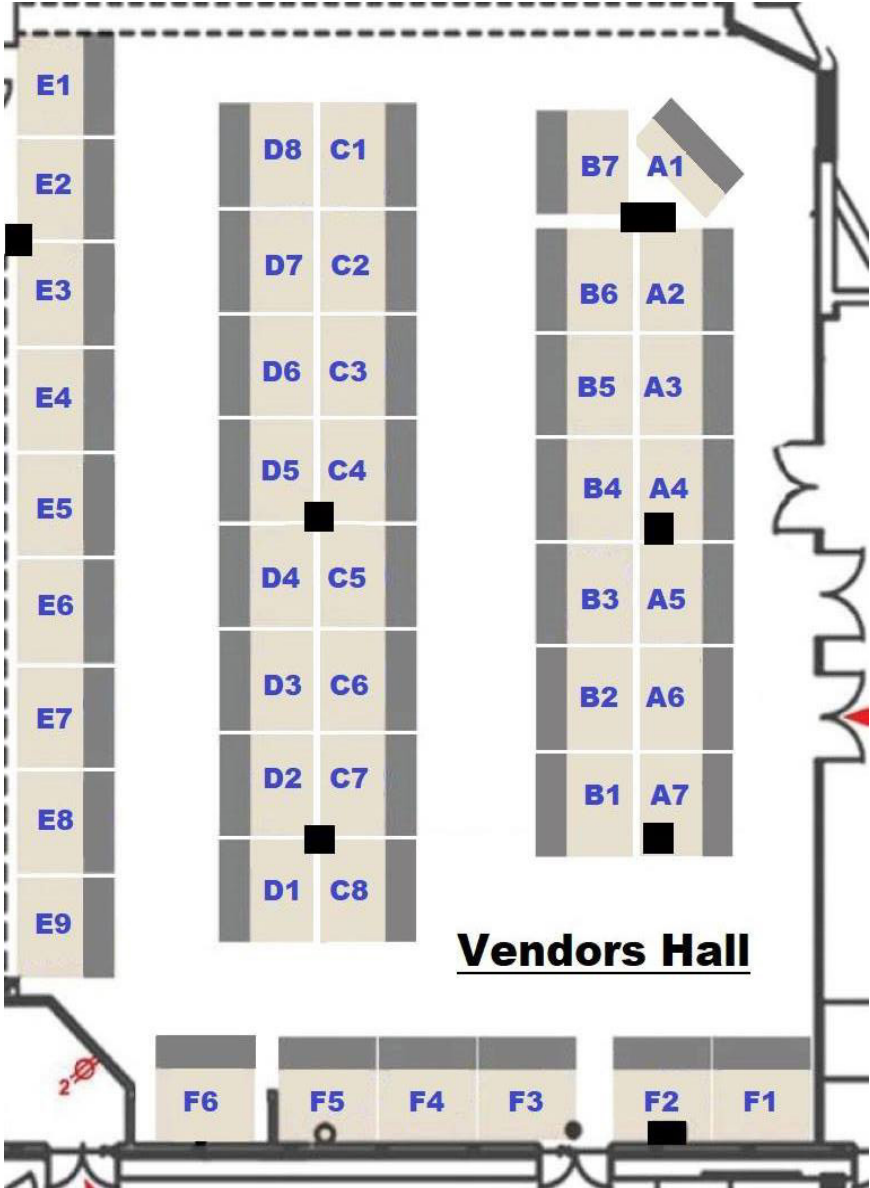 E1
E2
E3
E4
E5
E6
E7
E8
E9
D8 C1
D7 C2
D6 C3
D5 C4
D4 C5
D3 C6
D2 C7
D1 C8
B7 A1
B6 A2
B5 A3
B4 A4
B3 A5
B2 A6
B1 A7
Vendors Hall
2
F6 F5 F4 F3 F2 F1